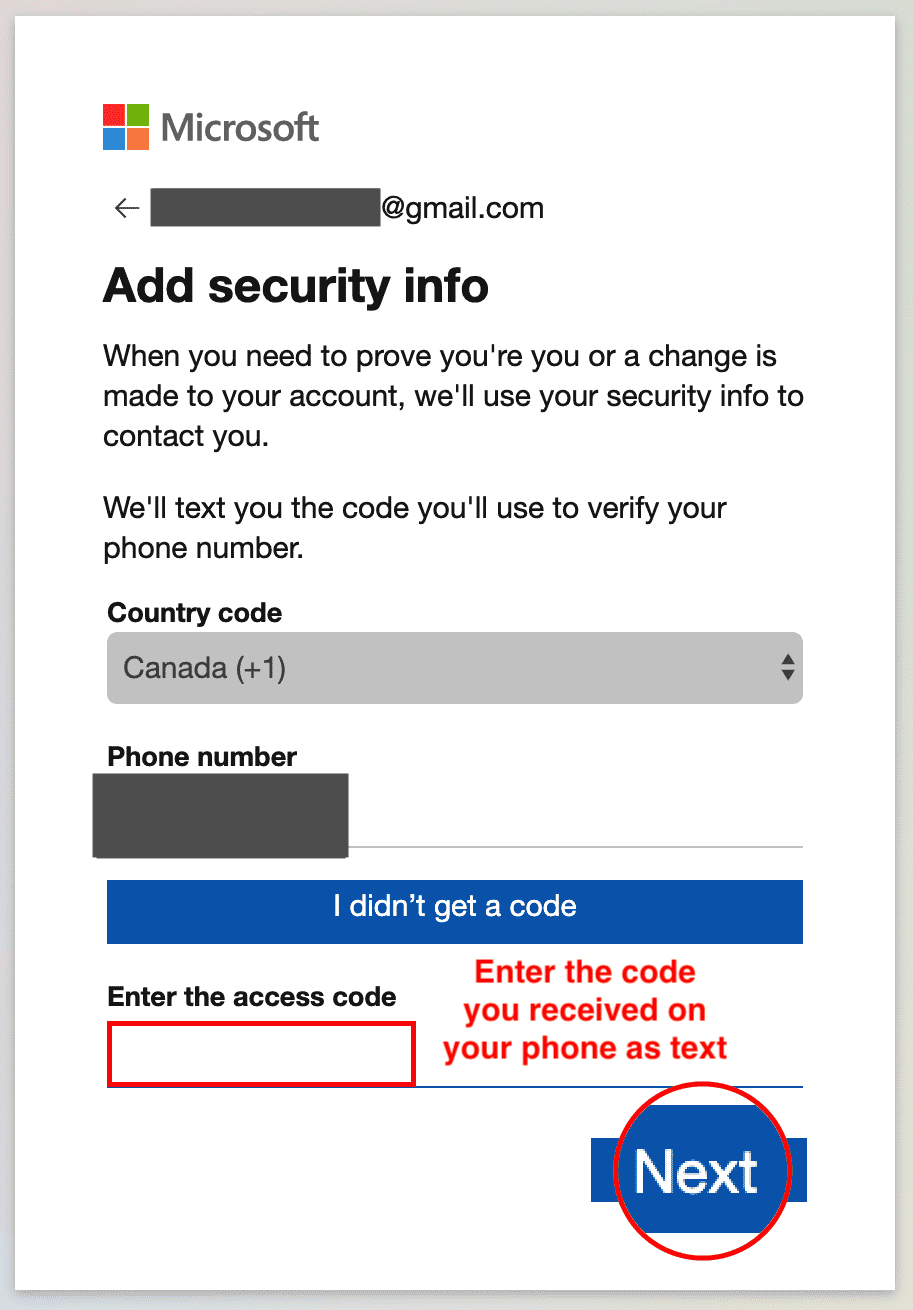 Microsoft
@gmail.com
Add security info
When you need to prove you're you or a change is
made to your account, we'll use your security info to
contact you.
We'll text you the code you'll use to verify your
phone number.
Country code
Canada (+1)
Phone number
I didn’t get a code
Enter the access code
Enter the code
you received on
your phone as text
Next